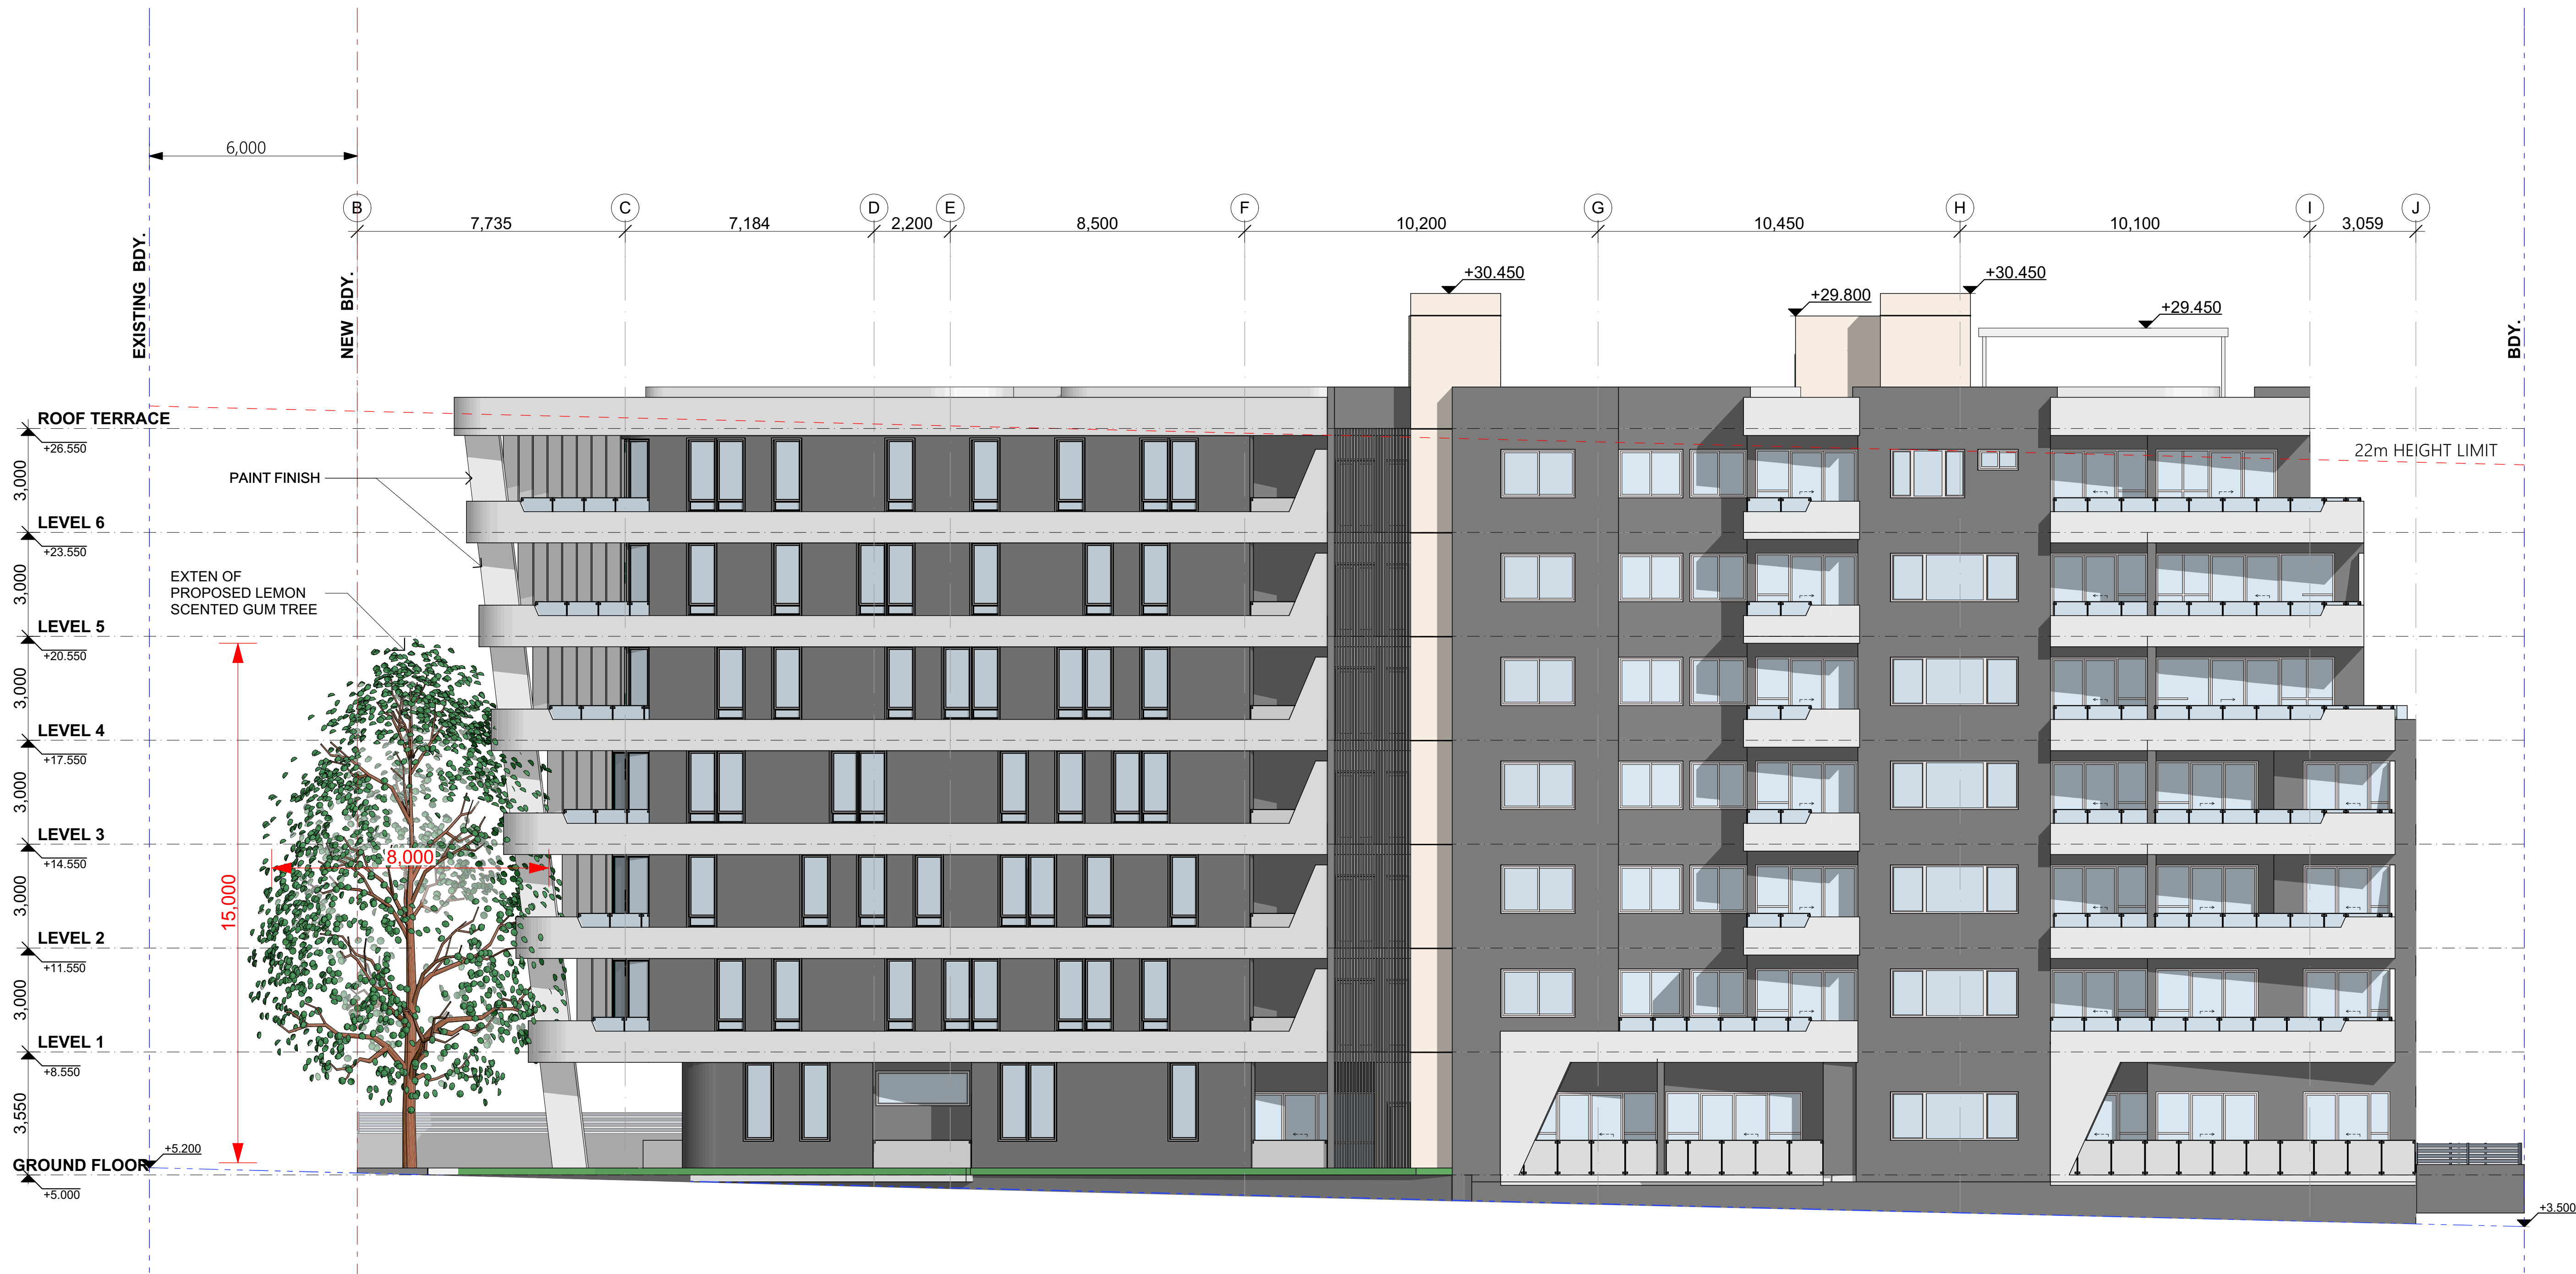 6,000
B
C
D
E
F
G
H
I
J
7,735
7,184
2,200
8,500
10,200
10,450
10,100
3,059
EXISTING BDY.
NEW BDY.
BDY.
+30.450
+29.800
+30.450
+29.450
ROOF TERRACE
+26.550
3,000
22m HEIGHT LIMIT
PAINT FINISH
LEVEL 6
+23.550
3,000
EXTEN OF
PROPOSED LEMON
SCENTED GUM TREE
LEVEL 5
+20.550
3,000
LEVEL 4
+17.550
3,000
LEVEL 3
+14.550
8,000
15,000
3,000
LEVEL 2
+11.550
3,000
LEVEL 1
+8.550
3,550
+5.200
GROUND FLOOR
+5.000
+3.500